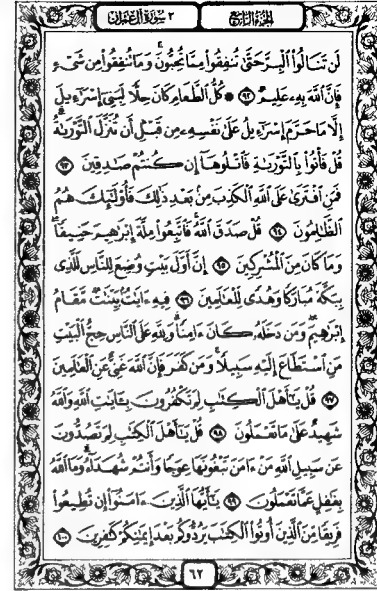 الجزء الرابع ٣ سورة آل عمران
لَن تَنَالُوا۟ ٱلْبِرَّ حَتَّىٰ تُنفِقُوا۟ مِمَّا تُحِبُّونَ ۚ وَمَا تُنفِقُوا۟ مِن شَىْءٍ
فَإِنَّ ٱللَّهَ بِهِۦ عَلِيمٌ ٩٢ ۞ كُلُّ ٱلطَّعَامِ كَانَ حِلًّا لِّبَنِىٓ إِسْرَٰٓءِيلَ
إِلَّا مَا حَرَّمَ إِسْرَٰٓءِيلُ عَلَىٰ نَفْسِهِۦ مِن قَبْلِ أَن تُنَزَّلَ ٱلتَّوْرَىٰةُ ۗ
قُلْ فَأْتُوا۟ بِٱلتَّوْرَىٰةِ فَٱتْلُوهَآ إِن كُنتُمْ صَٰدِقِينَ ٩٣
فَمَنِ ٱفْتَرَىٰ عَلَى ٱللَّهِ ٱلْكَذِبَ مِنۢ بَعْدِ ذَٰلِكَ فَأُو۟لَٰٓئِكَ هُمُ
ٱلظَّٰلِمُونَ ٩٤ قُلْ صَدَقَ ٱللَّهُ ۗ فَٱتَّبِعُوا۟ مِلَّةَ إِبْرَٰهِيمَ حَنِيفًا ۖ
وَمَا كَانَ مِنَ ٱلْمُشْرِكِينَ ٩٥ إِنَّ أَوَّلَ بَيْتٍ وُضِعَ لِلنَّاسِ لَلَّذِى
بِبَكَّةَ مُبَارَكًا وَهُدًى لِّلْعَٰلَمِينَ ٩٦ فِيهِ ءَايَٰتٌۢ بَيِّنَٰتٌ مَّقَامُ
إِبْرَٰهِيمَ ۖ وَمَن دَخَلَهُۥ كَانَ ءَامِنًا ۗ وَلِلَّهِ عَلَى ٱلنَّاسِ حِجُّ ٱلْبَيْتِ
مَنِ ٱسْتَطَاعَ إِلَيْهِ سَبِيلًا ۚ وَمَن كَفَرَ فَإِنَّ ٱللَّهَ غَنِىٌّ عَنِ ٱلْعَٰلَمِينَ
٩٧ قُلْ يَٰٓأَهْلَ ٱلْكِتَٰبِ لِمَ تَكْفُرُونَ بِـَٔايَٰتِ ٱللَّهِ وَٱللَّهُ
شَهِيدٌ عَلَىٰ مَا تَعْمَلُونَ ٩٨ قُلْ يَٰٓأَهْلَ ٱلْكِتَٰبِ لِمَ تَصُدُّونَ
عَن سَبِيلِ ٱللَّهِ مَنْ ءَامَنَ تَبْغُونَهَا عِوَجًا وَأَنتُمْ شُهَدَآءُ ۗ وَمَا ٱللَّهُ
بِغَٰفِلٍ عَمَّا تَعْمَلُونَ ٩٩ يَٰٓأَيُّهَا ٱلَّذِينَ ءَامَنُوٓا۟ إِن تُطِيعُوا۟
فَرِيقًا مِّنَ ٱلَّذِينَ أُوتُوا۟ ٱلْكِتَٰبَ يَرُدُّوكُم بَعْدَ إِيمَٰنِكُمْ كَٰفِرِينَ ١٠٠
٦٢